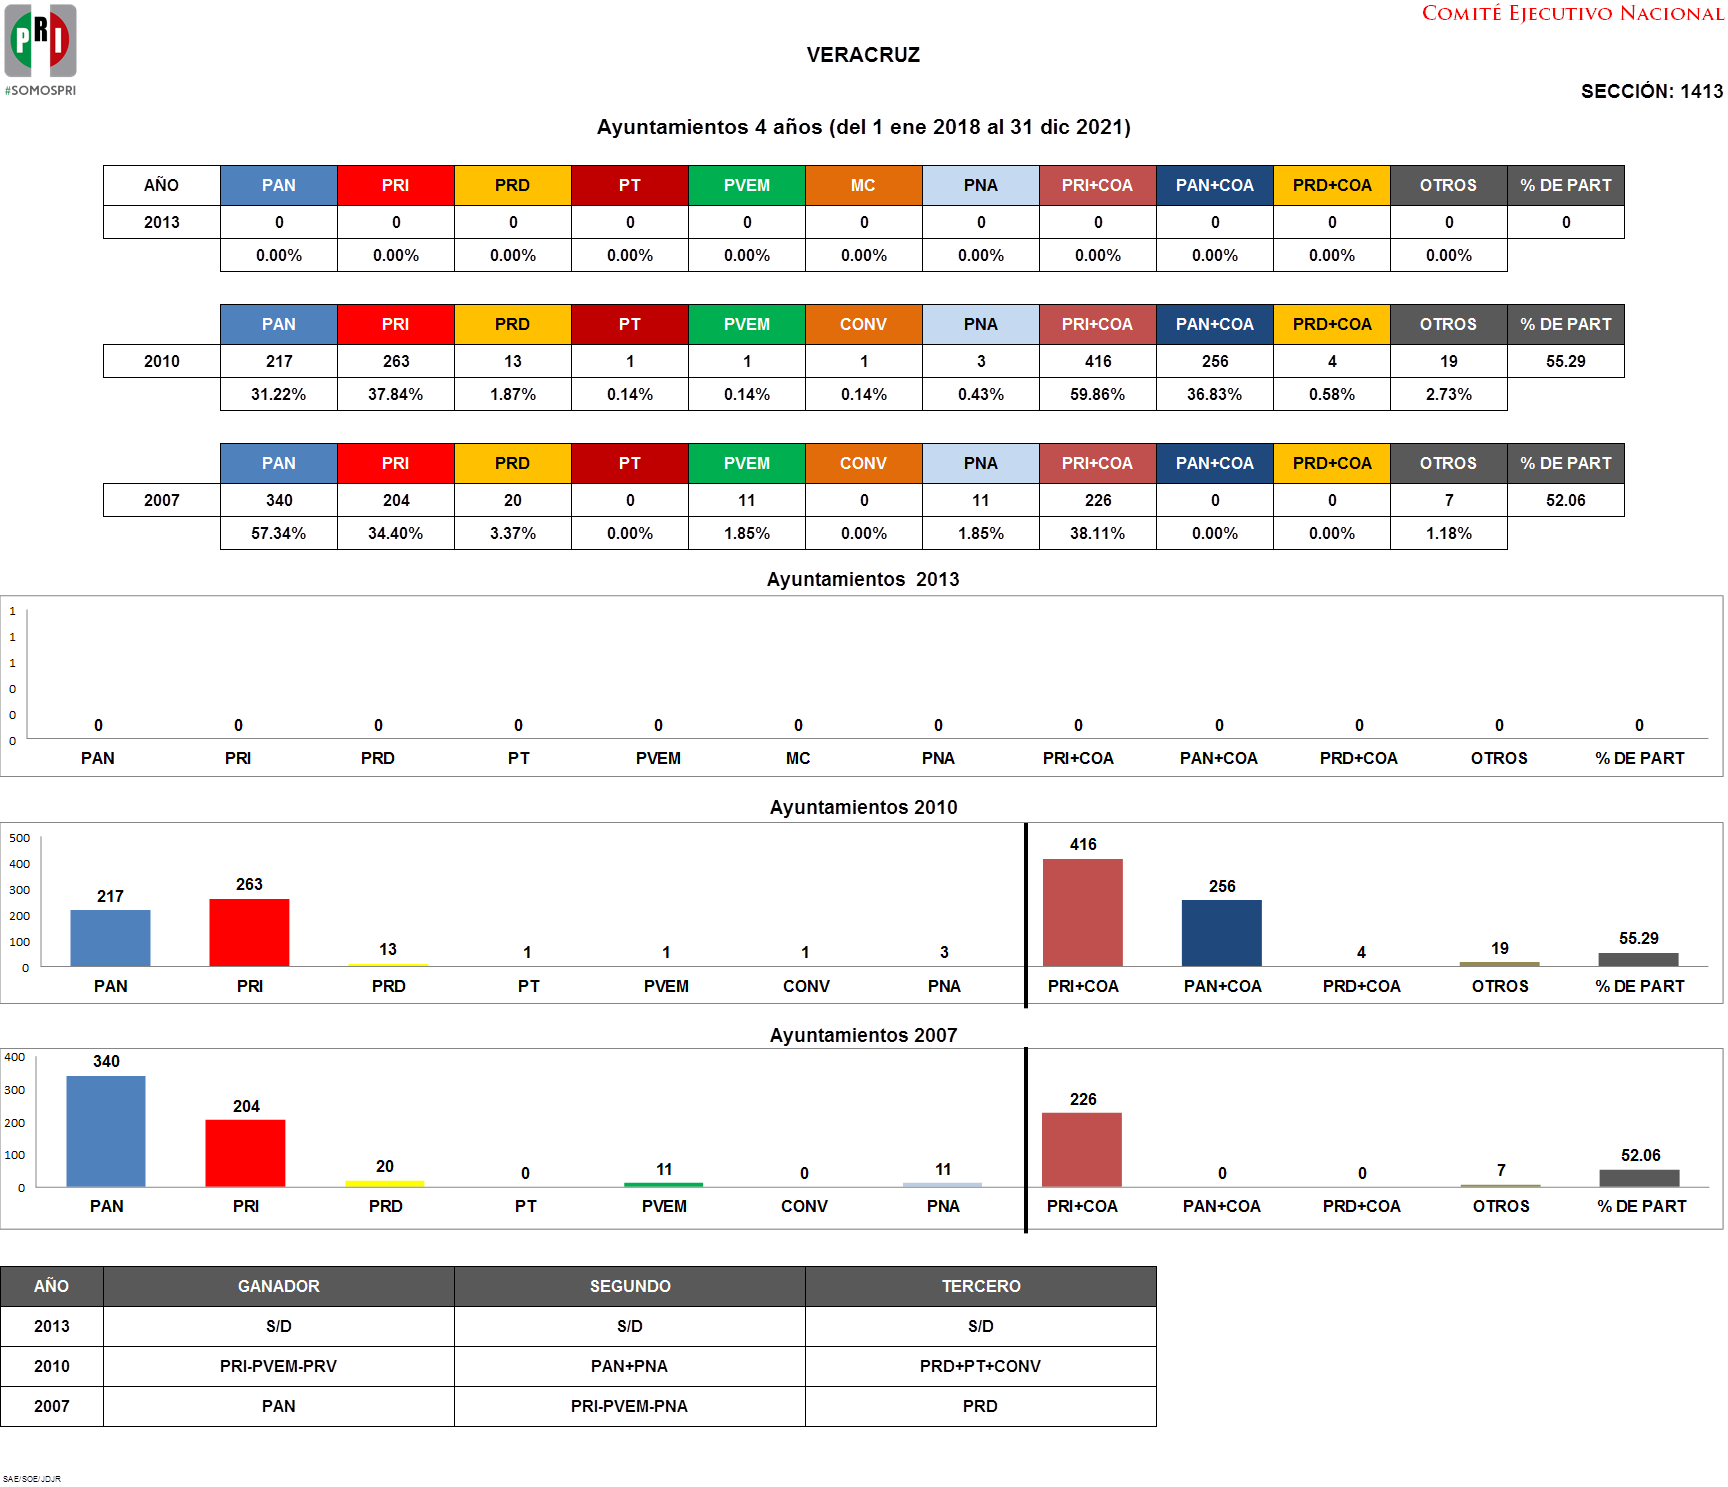 PRI
#SOMOSPRI
COMITÉ EJECUTIVO NACIONAL
VERACRUZ
SECCIÓN: 1413
Ayuntamientos 4 años (del 1 ene 2018 al 31 dic 2021)
AÑO PAN PRI PRD PT PVEM MC PNA PRI+COA PAN+COA PRD+COA OTROS % DE PART
2013 0 0 0 0 0 0 0 0 0 0 0 0
0.00% 0.00% 0.00% 0.00% 0.00% 0.00% 0.00% 0.00% 0.00% 0.00% 0.00%
PAN PRI PRD PT PVEM CONV PNA PRI+COA PAN+COA PRD+COA OTROS % DE PART
2010 217 263 13 1 1 1 3 416 256 4 19 55.29
31.22% 37.84% 1.87% 0.14% 0.14% 0.14% 0.43% 59.86% 36.83% 0.58% 2.73%
PAN PRI PRD PT PVEM CONV PNA PRI+COA PAN+COA PRD+COA OTROS % DE PART
2007 340 204 20 0 11 0 11 226 0 0 7 52.06
57.34% 34.40% 3.37% 0.00% 1.85% 0.00% 1.85% 38.11% 0.00% 0.00% 1.18%
Ayuntamientos 2013
1
1
1
0
0
0
0 0 0 0 0 0 0 0 0 0 0 0
PAN PRI PRD PT PVEM MC PNA PRI+COA PAN+COA PRD+COA OTROS % DE PART
Ayuntamientos 2010
500
400
300
200
100
0
217 263 13 1 1 1 3 416 256 4 19 55.29
PAN PRI PRD PT PVEM CONV PNA PRI+COA PAN+COA PRD+COA OTROS % DE PART
Ayuntamientos 2007
400
300
200
100
0
340 204 20 0 11 0 11 226 0 0 7 52.06
PAN PRI PRD PT PVEM CONV PNA PRI+COA PAN+COA PRD+COA OTROS % DE PART
AÑO GANADOR SEGUNDO TERCERO
2013 S/D S/D S/D
2010 PRI-PVEM-PRV PAN+PNA PRD+PT+CONV
2007 PAN PRI-PVEM-PNA PRD
SAE/SOE/JDJR